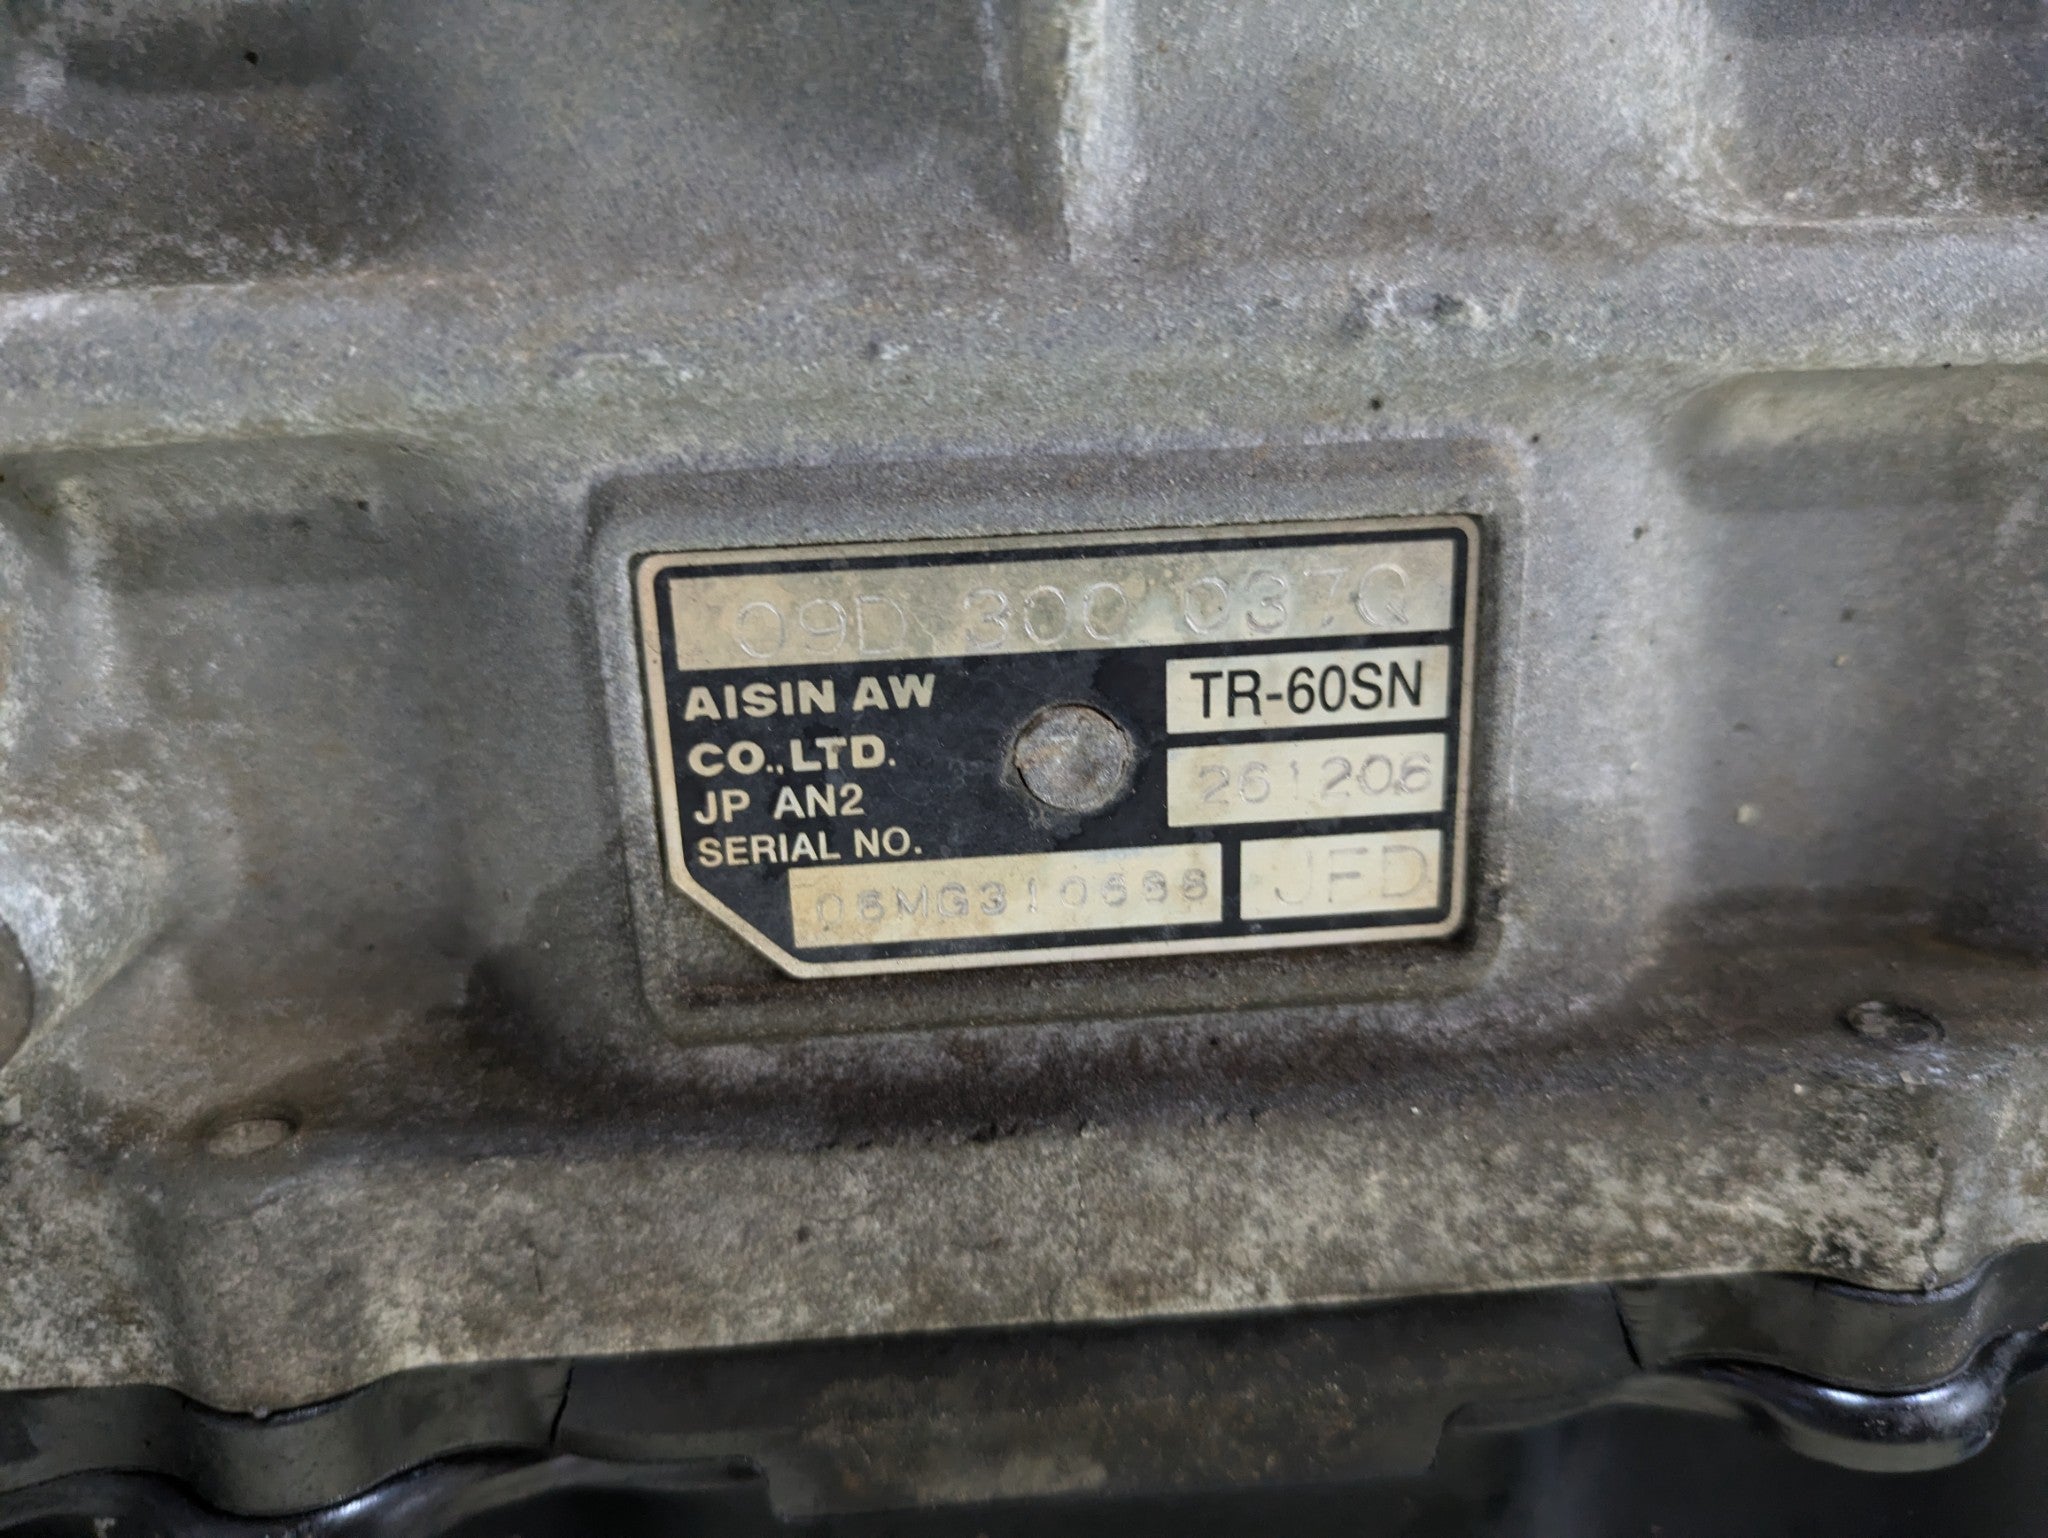 09D 300 037Q
AISIN AW
CO.,LTD.
JP AN2
SERIAL NO.
TR-60SN
261206
JFD